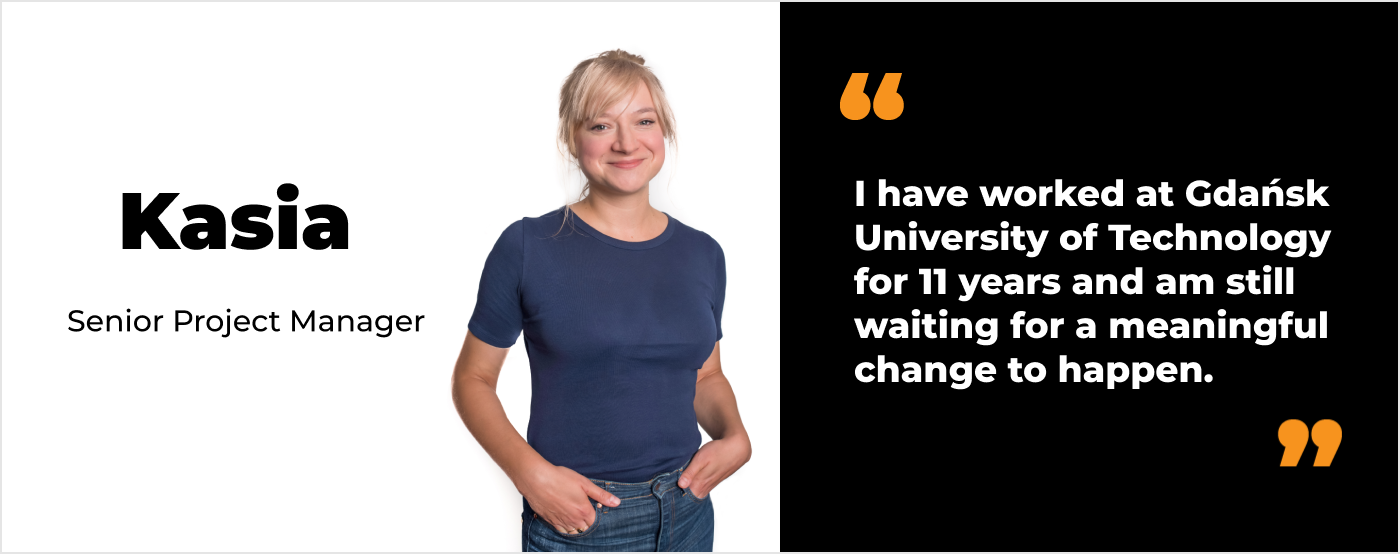 Kasia
Senior Project Manager
“
I have worked at Gdańsk
University of Technology
for 11 years and am still
waiting for a meaningful
change to happen.
”